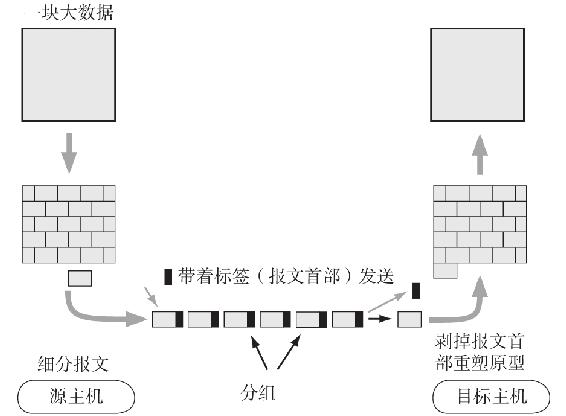 一块大数据
带着标签（报文首部）发送
细分报文
源主机
分组
剥掉报文首
部重塑原型
目标主机